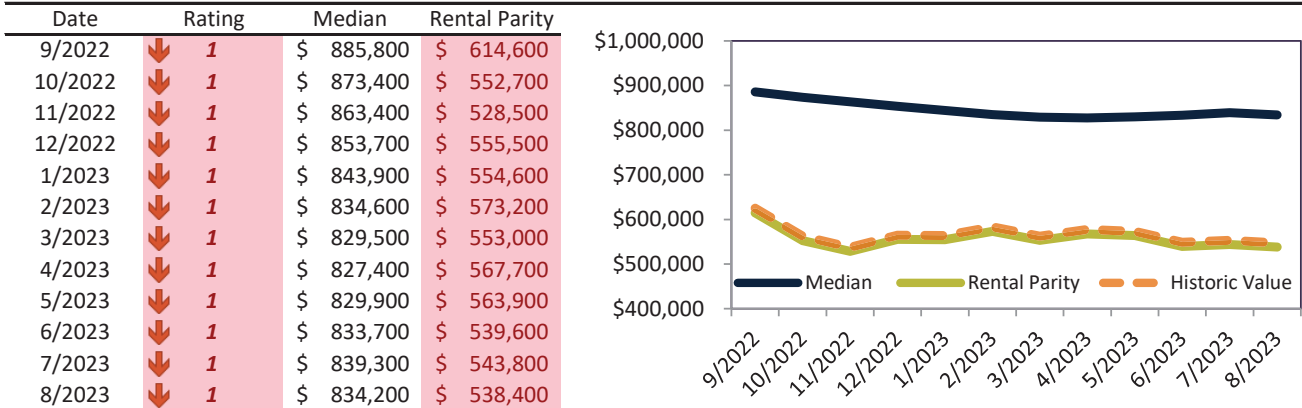 Date Rating Median Rental Parity
9/2022 1 $ 885,800 $ 614,600
10/2022 1 $ 873,400 $ 552,700
11/2022 1 $ 863,400 $ 528,500
12/2022 1 $ 853,700 $ 555,500
1/2023 1 $ 843,900 $ 554,600
2/2023 1 $ 834,600 $ 573,200
3/2023 1 $ 829,500 $ 553,000
4/2023 1 $ 827,400 $ 567,700
5/2023 1 $ 829,900 $ 563,900
6/2023 1 $ 833,700 $ 539,600
7/2023 1 $ 839,300 $ 543,800
8/2023 1 $ 834,200 $ 538,400
$1,000,000
$900,000
$800,000
$700,000
$600,000
$500,000
$400,000
Median Rental Parity Historic Value
9/2022 10/2022 11/2022 12/2022 1/2023 2/2023 3/2023 4/2023 5/2023 6/2023 7/2023 8/2023